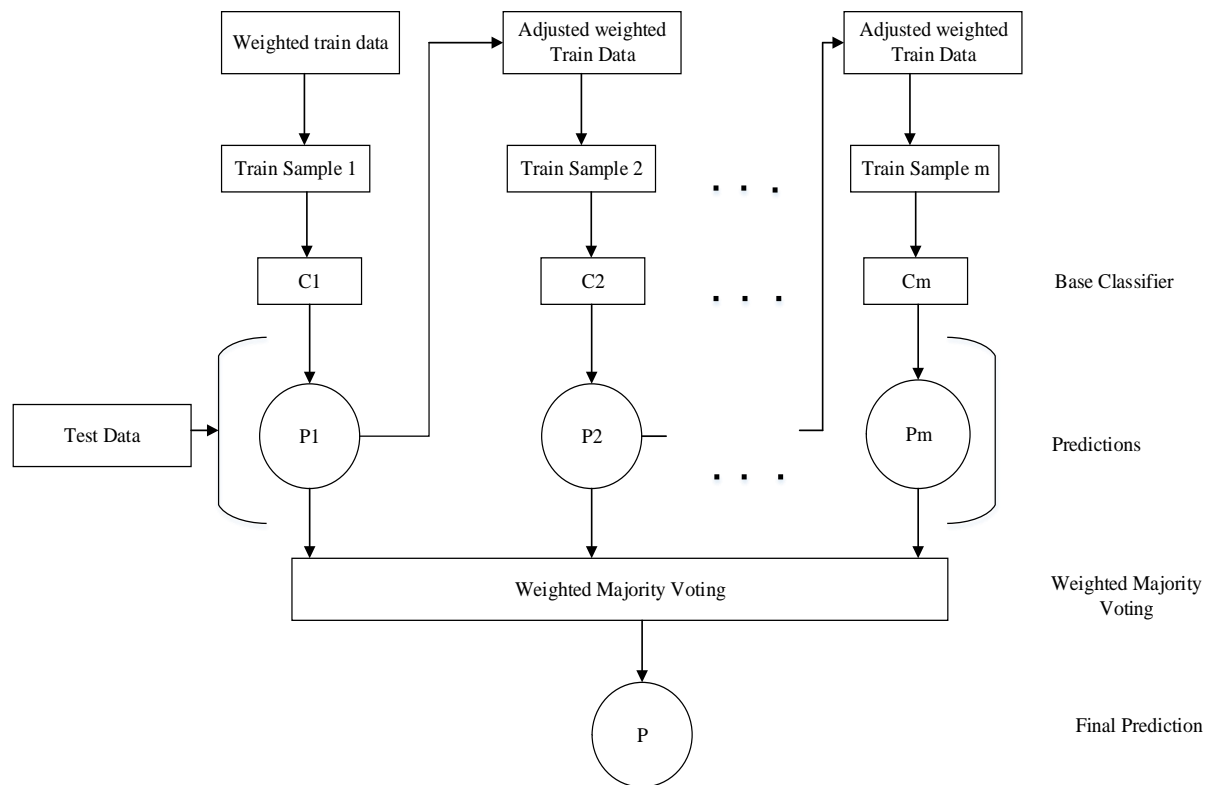 Weighted train data
Adjusted weighted
Train Data
Adjusted weighted
Train Data
Train Sample 1
Train Sample 2
. . .
Train Sample m
C1
C2
. . .
Cm
Base Classifier
Test Data
P1
P2
. . .
Pm
Predictions
Weighted Majority Voting
Weighted Majority
Voting
P
Final Prediction